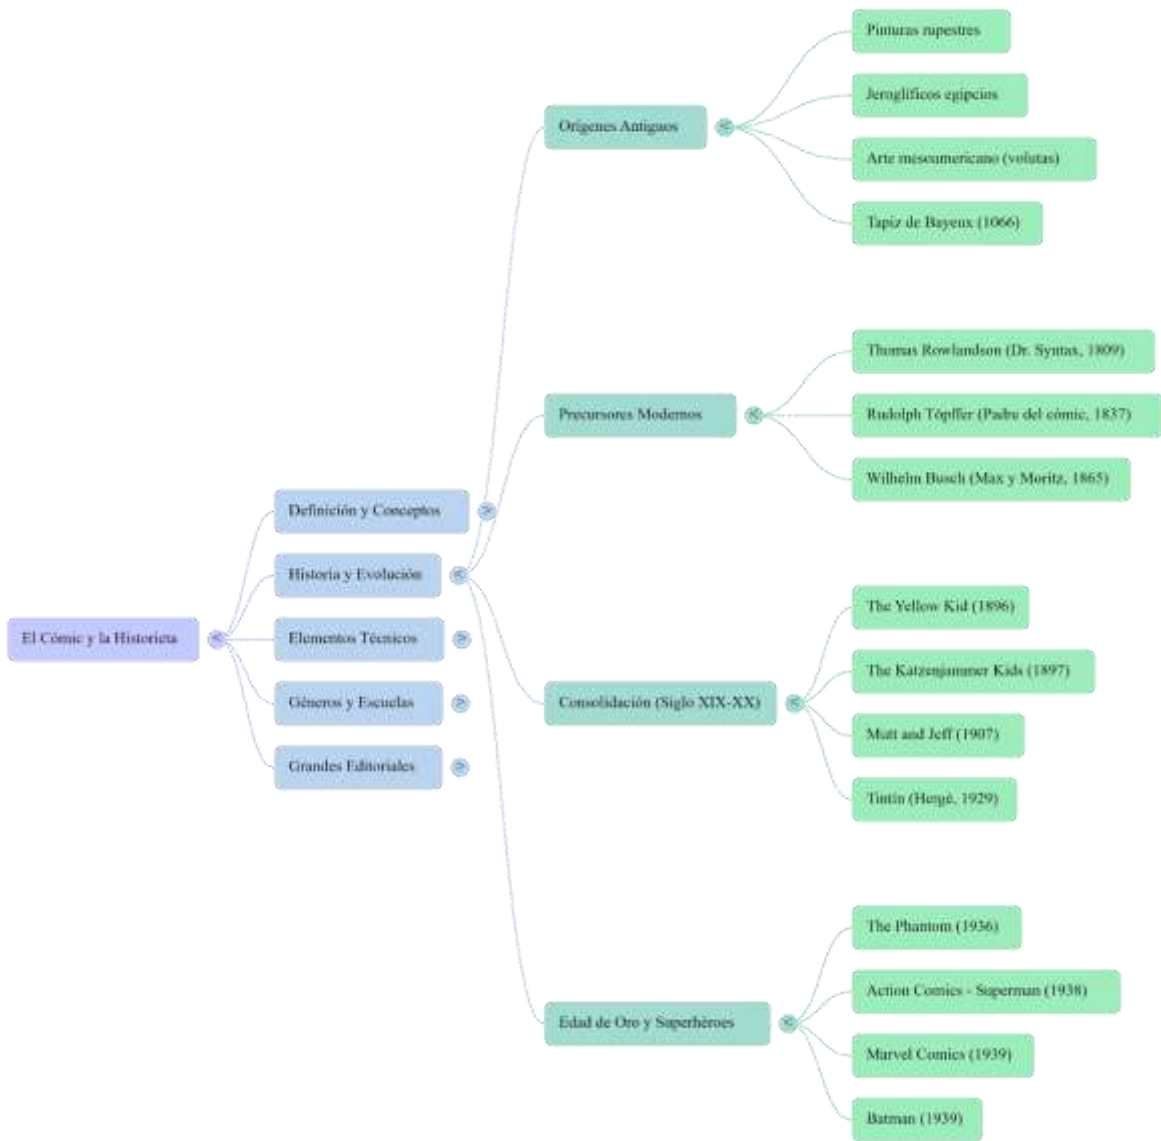 El Cómic y la Historieta
Definición y Conceptos
Historia y Evolución
Elementos Técnicos
Géneros y Escuelas
Grandes Editoriales
Orígenes Antiguos
Pinturas rupestres
Jeroglíficos egipcios
Arte mesoamericano (volutas)
Tapiz de Bayeux (1066)
Precursores Modernos
Thomas Rowlandson (Dr. Syntax, 1809)
Rudolph Töpffer (Padre del cómic, 1837)
Wilhelm Busch (Max y Moritz, 1865)
Consolidación (Siglo XIX-XX)
The Yellow Kid (1896)
The Katzenjammer Kids (1897)
Mutt and Jeff (1907)
Tintín (Hergé, 1929)
Edad de Oro y Superhéroes
The Phantom (1936)
Action Comics - Superman (1938)
Marvel Comics (1939)
Batman (1939)